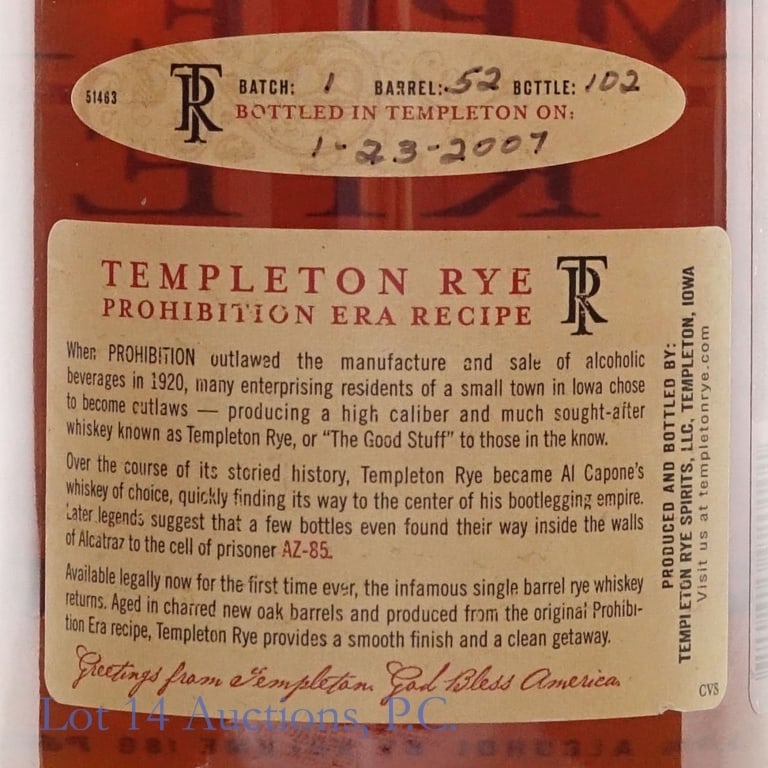 51463
TR
BATCH: 1 BARREL: 52 BOTTLE: 102
BOTTLED IN TEMPLETON ON:
1-23-2007
TEMPLETON RYE
PROHIBITION ERA RECIPE
TR
When PROHIBITION outlawed the manufacture and sale of alcoholic
beverages in 1920, many enterprising residents of a small town in Iowa chose
to become outlaws — producing a high caliber and much sought-after
whiskey known as Templeton Rye, or “The Good Stuff” to those in the know.
Over the course of its storied history, Templeton Rye became Al Capone’s
whiskey of choice, quickly finding its way to the center of his bootlegging empire.
Later legends suggest that a few bottles even found their way inside the walls
of Alcatraz to the cell of prisoner AZ-85.
Available legally now for the first time ever, the infamous single barrel rye whiskey
returns. Aged in charred new oak barrels and produced from the original Prohibi-
tion Era recipe, Templeton Rye provides a smooth finish and a clean getaway.
Greetings from Templeton. God Bless America.
PRODUCED AND BOTTLED BY:
TEMPLETON RYE SPIRITS, LLC, TEMPLETON, IOWA
Visit us at templetonrye.com
CVS
Lot 14 Auctions, P.C.